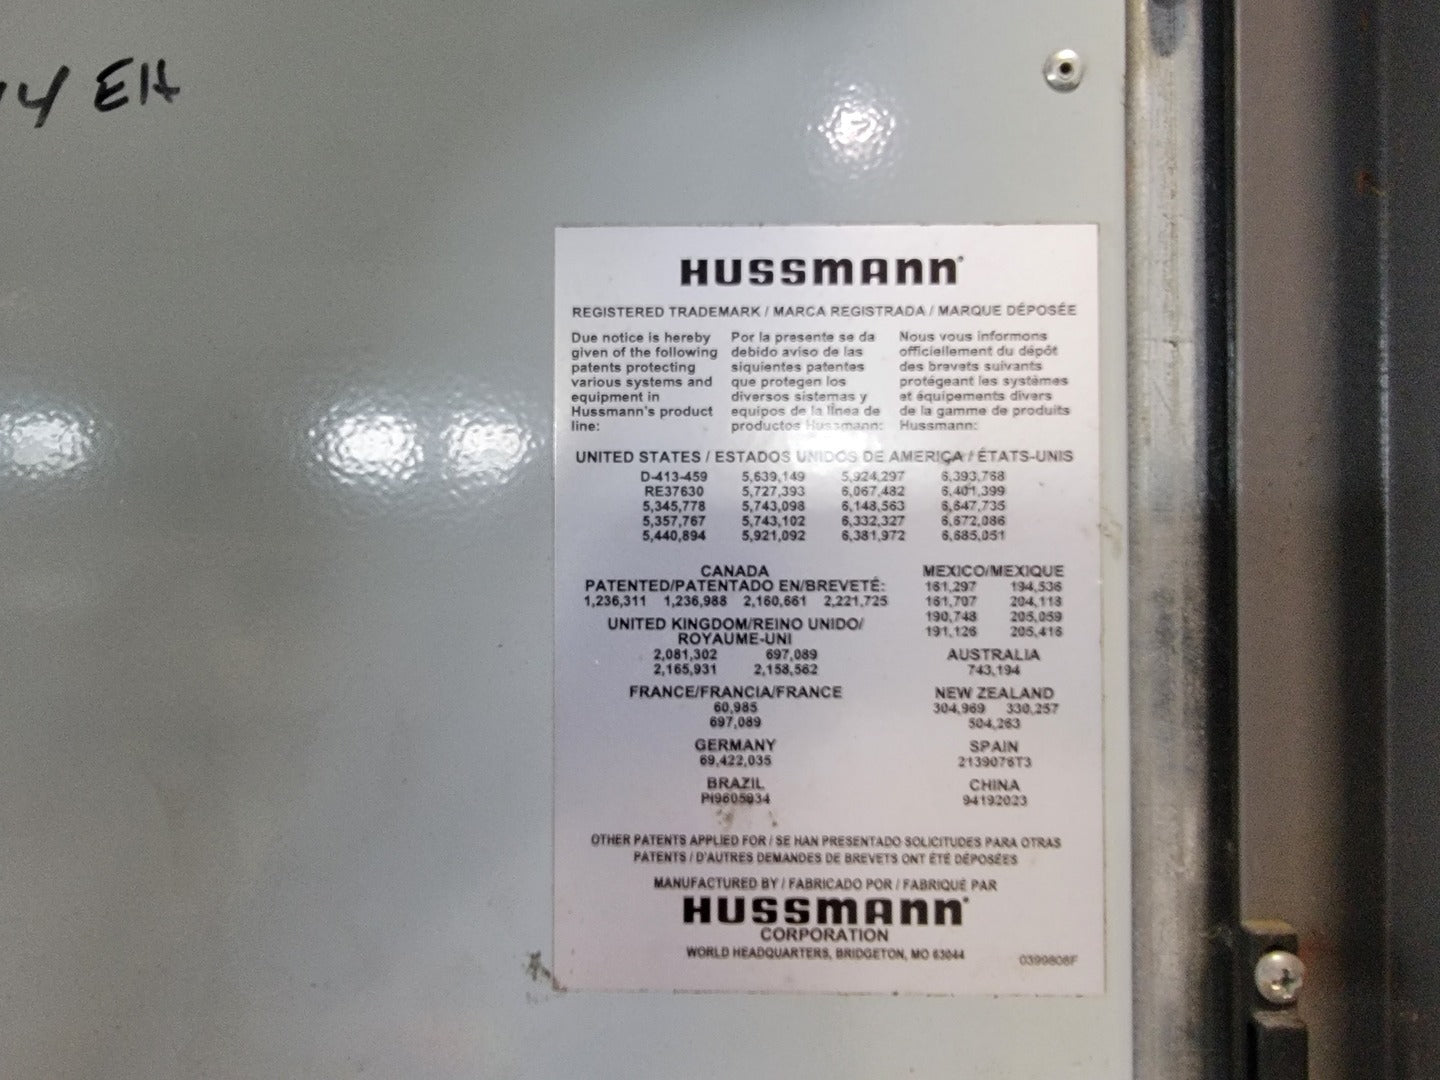 4 EH
HUSSMANN®
REGISTERED TRADEMARK / MARCA REGISTRADA / MARQUE DÉPOSÉE
Due notice is hereby
given of the following
patents protecting
various systems and
equipment in
Hussmann's product
line:
Por la presente se da
debido aviso de las
siquientes patentes
que protegen los
diversos sistemas y
equipos de la línea de
productos Hussmann:
Nous vous informons
officiellement du dépôt
des brevets suivants
protégeant les systèmes
et équipements divers
de la gamme de produits
Hussmann:
UNITED STATES / ESTADOS UNIDOS DE AMERICA / ÉTATS-UNIS
D-413-459 5,639,149 5,924,297 6,393,768
RE37630 5,727,393 6,067,482 6,401,399
5,345,778 5,743,098 6,148,563 6,647,735
5,357,767 5,743,102 6,332,327 6,672,086
5,440,894 5,921,092 6,381,972 6,685,051
CANADA
PATENTED/PATENTADO EN/BREVETÉ:
1,236,311 1,236,988 2,160,661 2,221,725
MEXICO/MEXIQUE
161,297 194,536
161,707 204,118
190,748 205,059
191,126 205,416
UNITED KINGDOM/REINO UNIDO/
ROYAUME-UNI
2,081,302 697,089
2,165,931 2,158,562
AUSTRALIA
743,194
FRANCE/FRANCIA/FRANCE
60,985
697,089
NEW ZEALAND
304,969 330,257
504,263
GERMANY
69,422,035
SPAIN
2139076T3
BRAZIL
PI9605934
CHINA
94192023
OTHER PATENTS APPLIED FOR / SE HAN PRESENTADO SOLICITUDES PARA OTRAS
PATENTS / D'AUTRES DEMANDES DE BREVETS ONT ÉTÉ DÉPOSÉES
MANUFACTURED BY / FABRICADO POR / FABRIQUÉ PAR
HUSSMANN®
CORPORATION
WORLD HEADQUARTERS, BRIDGETON, MO 63044
0399808F